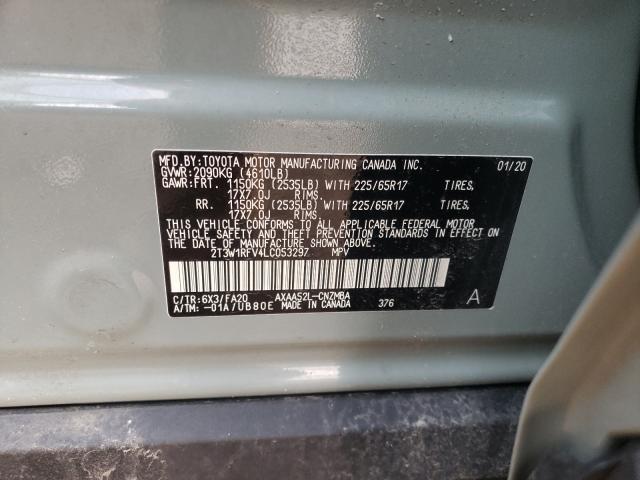 MFD.BY:TOYOTA MOTOR MANUFACTURING CANADA INC. 01/20
GVWR:2090KG (4610LB)
GAWR:FRT. 1150KG (2535LB) WITH 225/65R17 TIRES,
17X7.0J RIMS.
RR. 1150KG (2535LB) WITH 225/65R17 TIRES,
17X7.0J RIMS.
THIS VEHICLE CONFORMS TO ALL APPLICABLE FEDERAL MOTOR
VEHICLE SAFETY AND THEFT PREVENTION STANDARDS IN EFFECT
ON THE DATE OF MANUFACTURE SHOWN ABOVE.
2T3W1RFV4LC053297 MPV
C/TR:6X3/FA20 AXAA52L-CNZMBA 376 A
A/TM:-01A/UB80E MADE IN CANADA